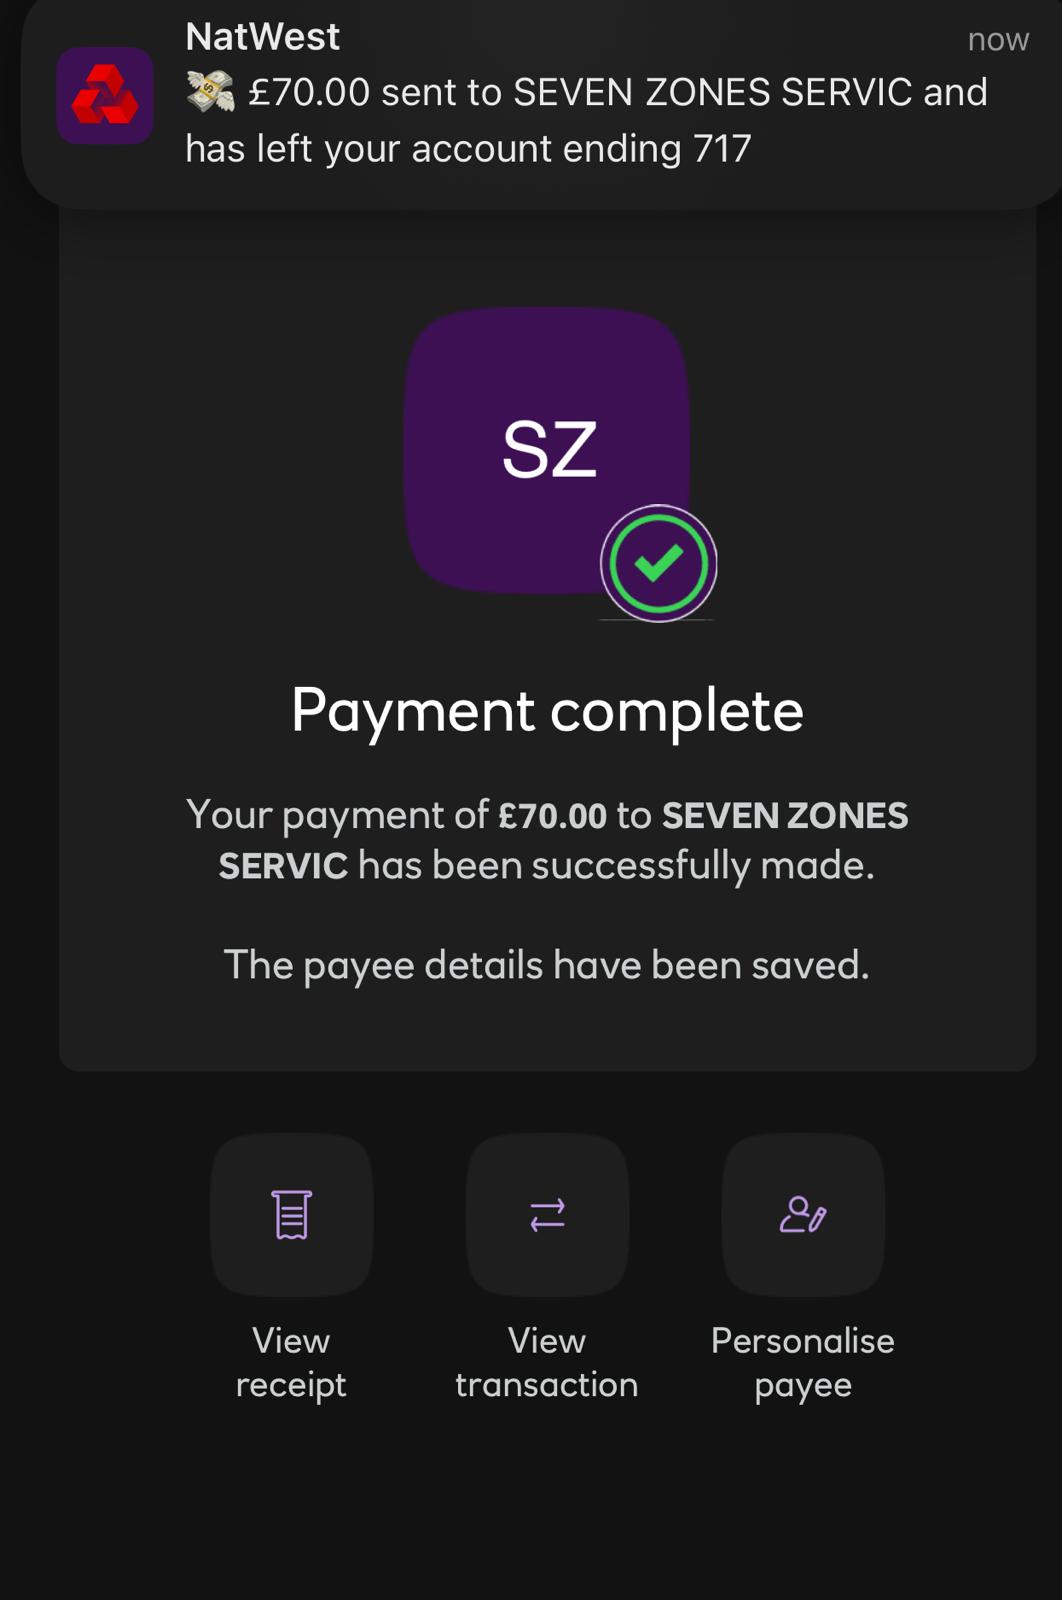 NatWest
now
💸 £70.00 sent to SEVEN ZONES SERVIC and
has left your account ending 717
SZ
Payment complete
Your payment of £70.00 to SEVEN ZONES
SERVIC has been successfully made.
The payee details have been saved.
View
receipt
View
transaction
Personalise
payee